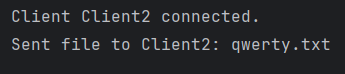 Client Client2 connected.
Sent file to Client2: qwerty.txt